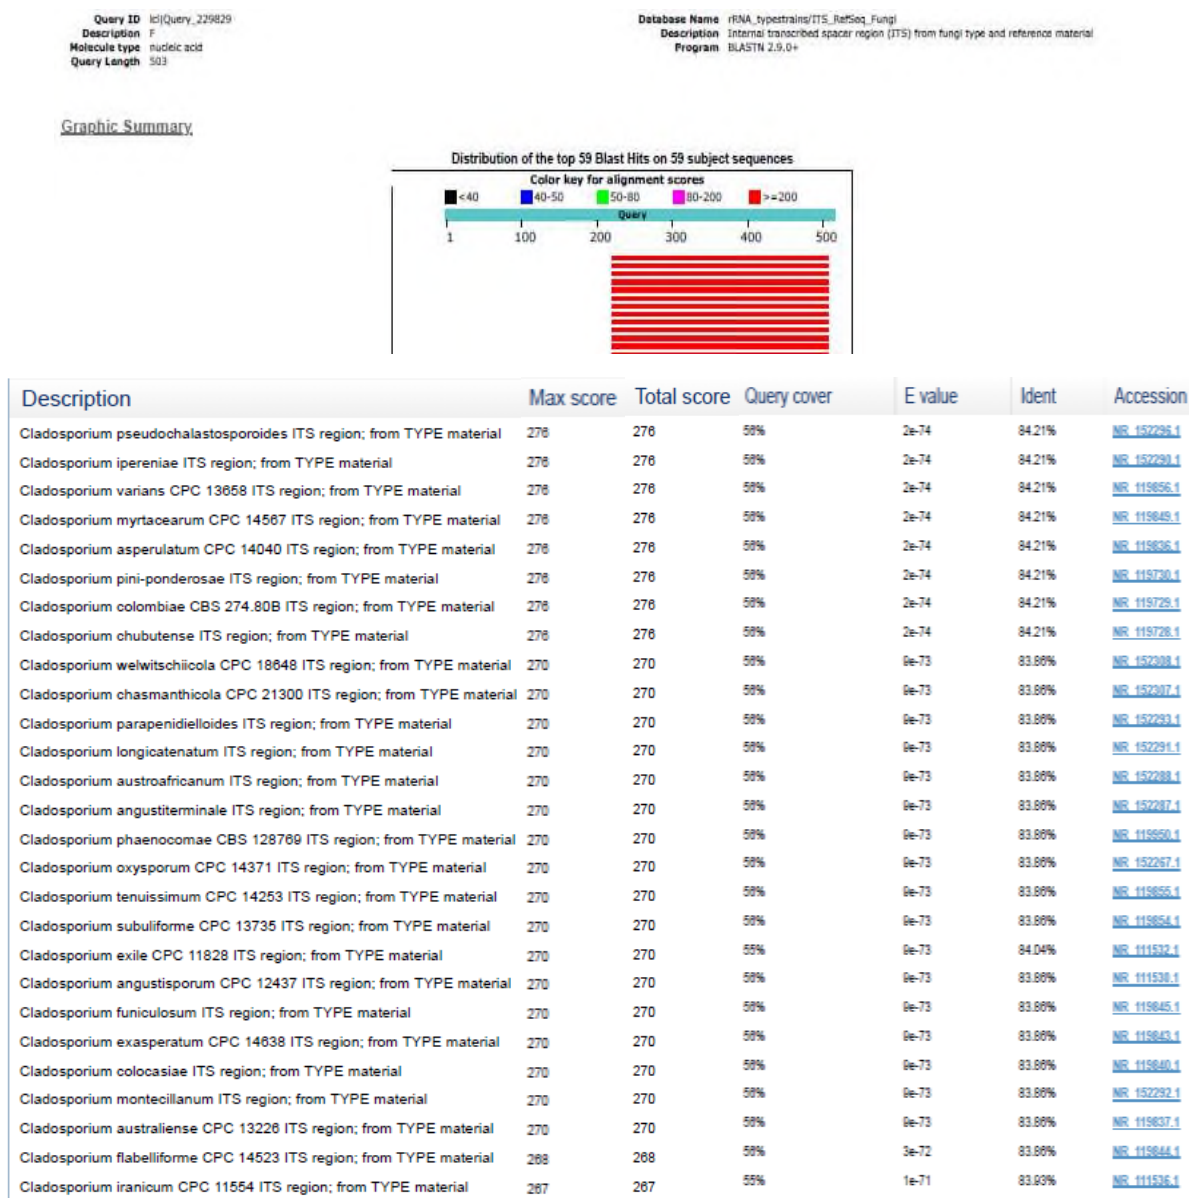 Query ID lcl|Query_229829
Description F
Molecule type nucleic acid
Query Length 503
Database Name rRNA_typestrains/ITS_RefSeq_Fungi
Description Internal transcribed spacer region (ITS) from fungi type and reference material
Program BLASTN 2.9.0+
Graphic Summary
Distribution of the top 59 Blast Hits on 59 subject sequences
Color key for alignment scores
<40 40-50 50-80 80-200 >=200
Query
1 100 200 300 400 500
Description Max score Total score Query cover E value Ident Accession
Cladosporium pseudochalastosporoides ITS region; from TYPE material 276 276 56% 2e-74 84.21% NR_152296.1
Cladosporium ipereniae ITS region; from TYPE material 276 276 56% 2e-74 84.21% NR_152290.1
Cladosporium varians CPC 13658 ITS region; from TYPE material 276 276 56% 2e-74 84.21% NR_119856.1
Cladosporium myrtacearum CPC 14567 ITS region; from TYPE material 276 276 56% 2e-74 84.21% NR_119849.1
Cladosporium asperulatum CPC 14040 ITS region; from TYPE material 276 276 56% 2e-74 84.21% NR_119836.1
Cladosporium pini-ponderosae ITS region; from TYPE material 276 276 56% 2e-74 84.21% NR_119730.1
Cladosporium colombiae CBS 274.80B ITS region; from TYPE material 276 276 56% 2e-74 84.21% NR_119729.1
Cladosporium chubutense ITS region; from TYPE material 276 276 56% 2e-74 84.21% NR_119728.1
Cladosporium welwitschiicola CPC 18648 ITS region; from TYPE material 270 270 56% 9e-73 83.86% NR_152308.1
Cladosporium chasmanthicola CPC 21300 ITS region; from TYPE material 270 270 56% 9e-73 83.86% NR_152307.1
Cladosporium parapenidielloides ITS region; from TYPE material 270 270 56% 9e-73 83.86% NR_152293.1
Cladosporium longicatenatum ITS region; from TYPE material 270 270 56% 9e-73 83.86% NR_152291.1
Cladosporium austroafricanum ITS region; from TYPE material 270 270 56% 9e-73 83.86% NR_152288.1
Cladosporium angustiterminale ITS region; from TYPE material 270 270 56% 9e-73 83.86% NR_152287.1
Cladosporium phaenocomae CBS 128769 ITS region; from TYPE material 270 270 56% 9e-73 83.86% NR_119950.1
Cladosporium oxysporum CPC 14371 ITS region; from TYPE material 270 270 56% 9e-73 83.86% NR_152267.1
Cladosporium tenuissimum CPC 14253 ITS region; from TYPE material 270 270 56% 9e-73 83.86% NR_119855.1
Cladosporium subuliforme CPC 13735 ITS region; from TYPE material 270 270 56% 9e-73 83.86% NR_119854.1
Cladosporium exile CPC 11828 ITS region; from TYPE material 270 270 55% 9e-73 84.04% NR_111532.1
Cladosporium angustisporum CPC 12437 ITS region; from TYPE material 270 270 56% 9e-73 83.86% NR_111530.1
Cladosporium funiculosum ITS region; from TYPE material 270 270 56% 9e-73 83.86% NR_119845.1
Cladosporium exasperatum CPC 14638 ITS region; from TYPE material 270 270 56% 9e-73 83.86% NR_119843.1
Cladosporium colocasiae ITS region; from TYPE material 270 270 56% 9e-73 83.86% NR_119840.1
Cladosporium montecillanum ITS region; from TYPE material 270 270 56% 9e-73 83.86% NR_152292.1
Cladosporium australiense CPC 13226 ITS region; from TYPE material 270 270 56% 9e-73 83.86% NR_119837.1
Cladosporium flabelliforme CPC 14523 ITS region; from TYPE material 268 268 56% 3e-72 83.86% NR_119844.1
Cladosporium iranicum CPC 11554 ITS region; from TYPE material 267 267 55% 1e-71 83.93% NR_111536.1